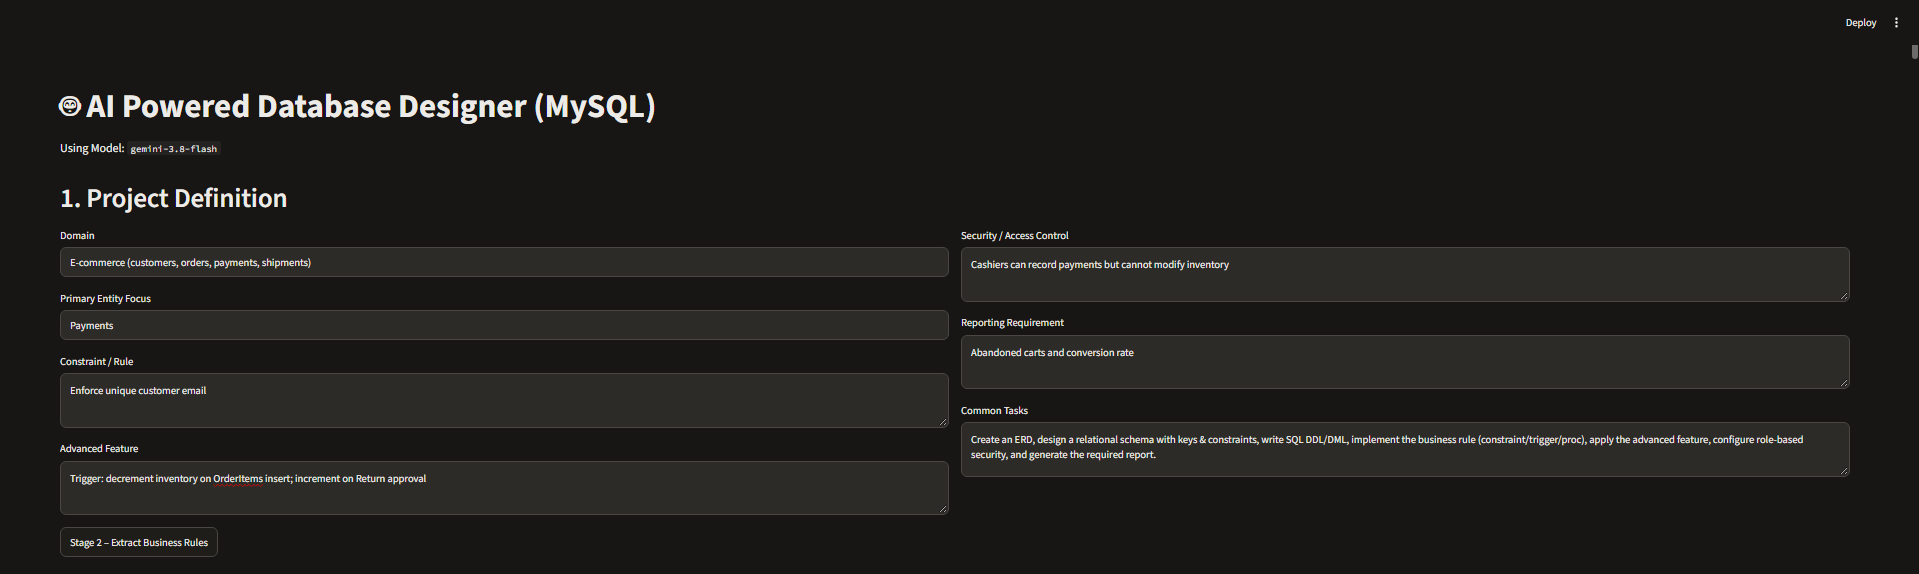 Deploy
AI Powered Database Designer (MySQL)
Using Model: gemini-3.8-flash
1. Project Definition
Domain
E-commerce (customers, orders, payments, shipments)
Primary Entity Focus
Payments
Constraint / Rule
Enforce unique customer email
Advanced Feature
Trigger: decrement inventory on OrderItems insert; increment on Return approval
Stage 2 – Extract Business Rules
Security / Access Control
Cashiers can record payments but cannot modify inventory
Reporting Requirement
Abandoned carts and conversion rate
Common Tasks
Create an ERD, design a relational schema with keys & constraints, write SQL DDL/DML, implement the business rule (constraint/trigger/proc), apply the advanced feature, configure role-based
security, and generate the required report.